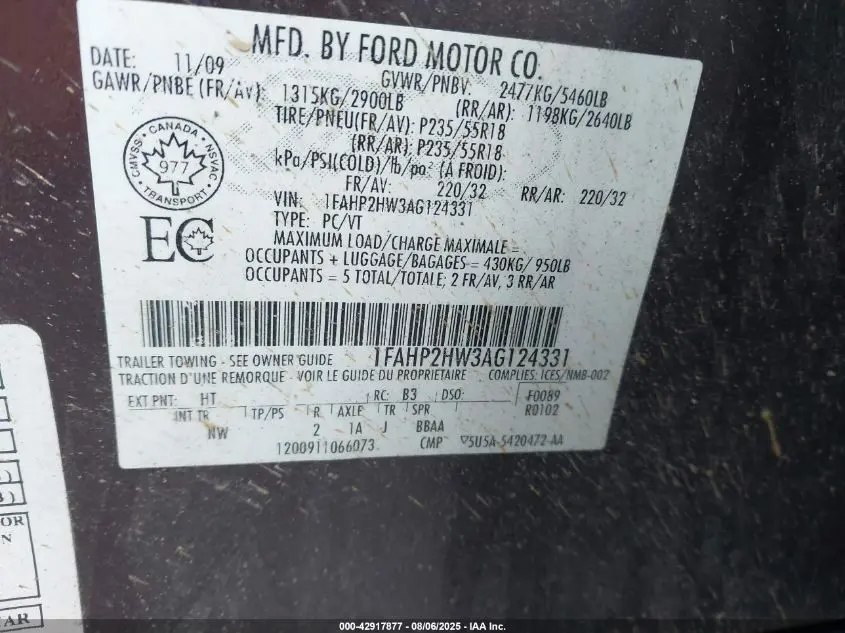 MFD. BY FORD MOTOR CO.
DATE: 11/09 GVWR/PNBV: 2477KG/5460LB
GAWR/PNBE (FR/AV): 1315KG/2900LB (RR/AR): 1198KG/2640LB
TIRE/PNEU(FR/AV): P235/55R18
(RR/AR): P235/55R18
kPa/PSI(COLD)/lb/po² (A FROID):
FR/AV: 220/32 RR/AR: 220/32
VIN: 1FAHP2HW3AG124331
TYPE: PC/VT
MAXIMUM LOAD/CHARGE MAXIMALE =
OCCUPANTS + LUGGAGE/BAGAGES = 430KG/ 950LB
OCCUPANTS = 5 TOTAL/TOTALE; 2 FR/AV, 3 RR/AR
CMVSS • CANADA • NSVAC
977
TRANSPORT
EC
1FAHP2HW3AG124331
TRAILER TOWING - SEE OWNER GUIDE
TRACTION D'UNE REMORQUE - VOIR LE GUIDE DU PROPRIETAIRE COMPLIES: ICES/NMB-002
EXT PNT: HT RC: B3 DSO: F0089
INT TR TP/PS R AXLE TR SPR R0102
NW 2 1A J BBAA
1200911066073 CMP 5U5A-5420472-AA
OR
N
AR
000-42917877 - 08/06/2025 - IAA Inc.